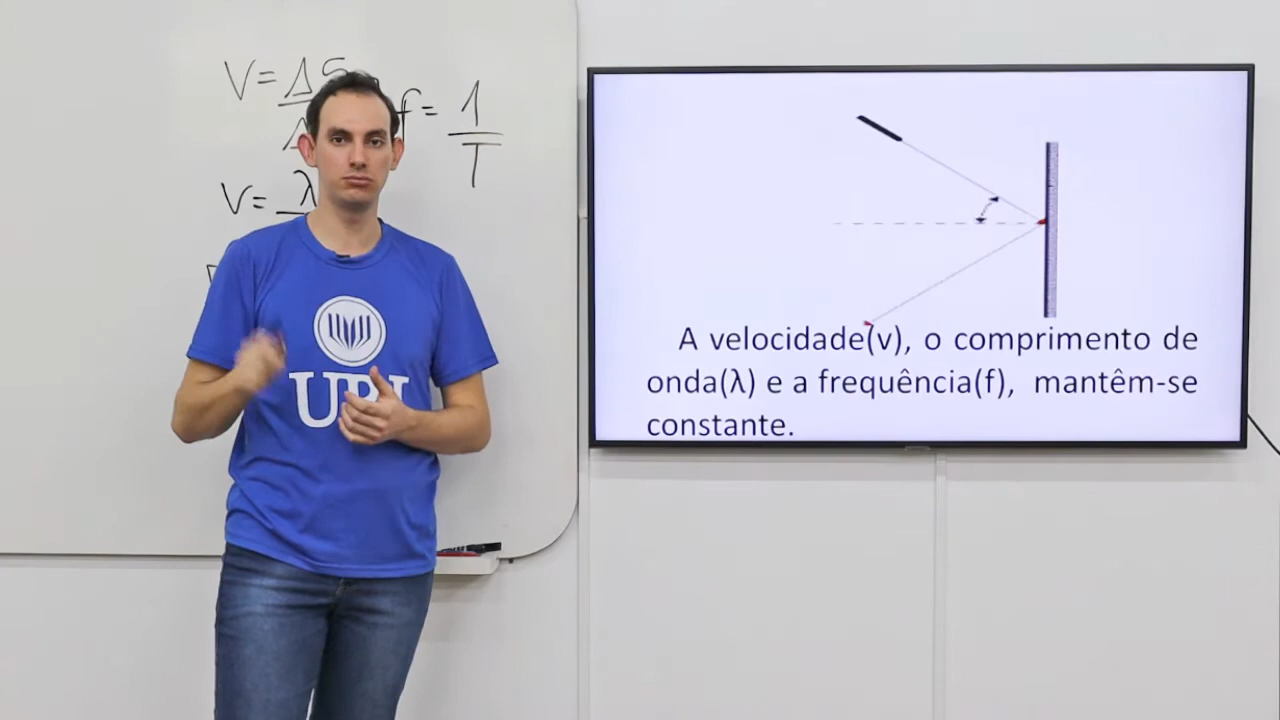 V = ΔS
f = 1
T
V = λ
UPI
A velocidade(v), o comprimento de
onda(λ) e a frequência(f), mantêm-se
constante.